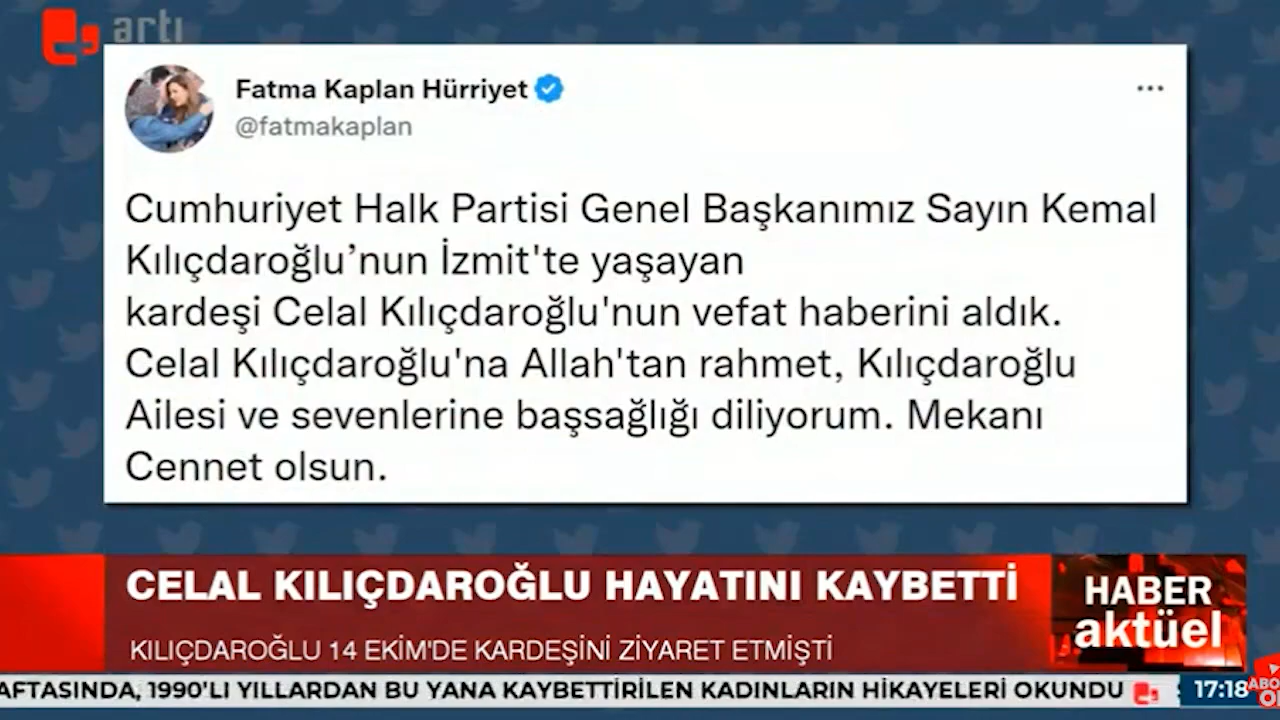 artı
Fatma Kaplan Hürriyet
@fatmakaplan
Cumhuriyet Halk Partisi Genel Başkanımız Sayın Kemal
Kılıçdaroğlu’nun İzmit'te yaşayan
kardeşi Celal Kılıçdaroğlu'nun vefat haberini aldık.
Celal Kılıçdaroğlu'na Allah'tan rahmet, Kılıçdaroğlu
Ailesi ve sevenlerine başsağlığı diliyorum. Mekanı
Cennet olsun.
CELAL KILIÇDAROĞLU HAYATINI KAYBETTİ
KILIÇDAROĞLU 14 EKİM'DE KARDEŞİNİ ZİYARET ETMİŞTİ
HABER
aktüel
AFTASINDA, 1990'LI YILLARDAN BU YANA KAYBETTİRİLEN KADINLARIN HİKAYELERİ OKUNDU
17:18